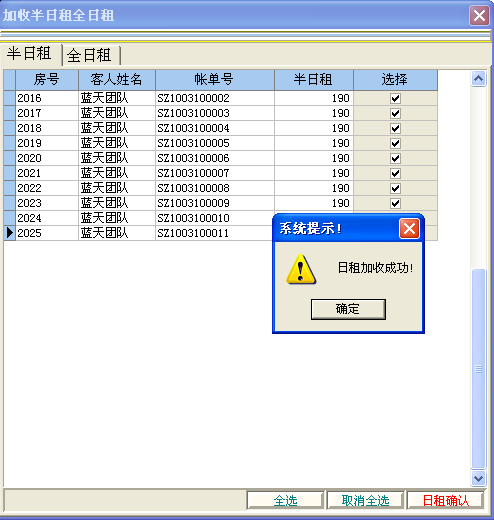 加收半日租全日租
半日租 全日租
房号 客人姓名 帐单号 半日租 选择
2016 蓝天团队 SZ1003100002 190
2017 蓝天团队 SZ1003100003 190
2018 蓝天团队 SZ1003100004 190
2019 蓝天团队 SZ1003100005 190
2020 蓝天团队 SZ1003100006 190
2021 蓝天团队 SZ1003100007 190
2022 蓝天团队 SZ1003100008 190
2023 蓝天团队 SZ1003100009 190
2024 蓝天团队 SZ1003100010
2025 蓝天团队 SZ1003100011
系统提示!
日租加收成功!
确定
全选 取消全选 日租确认